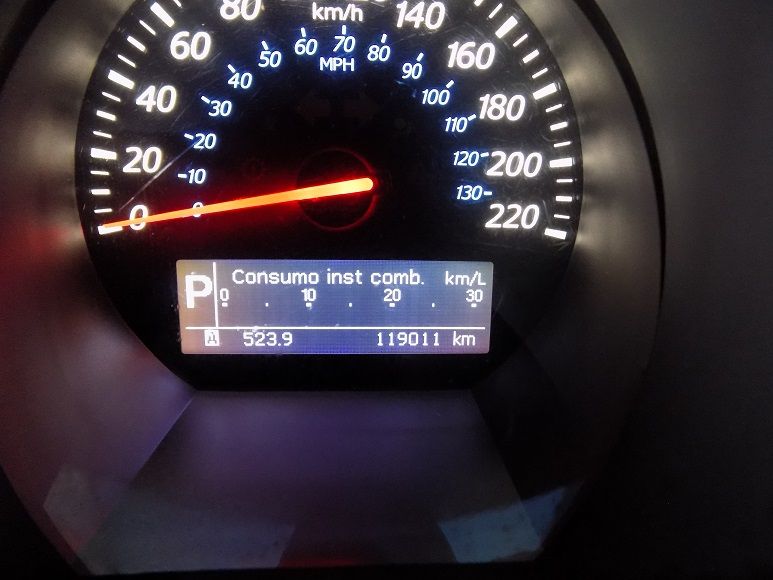 80 km/h 140
60 60 70 80 160
50 MPH 90
40 40 100 180
30 110
20 20 120 200
10 130
0 0 220
P Consumo inst comb. km/L
0 10 20 30
A 523.9 119011 km